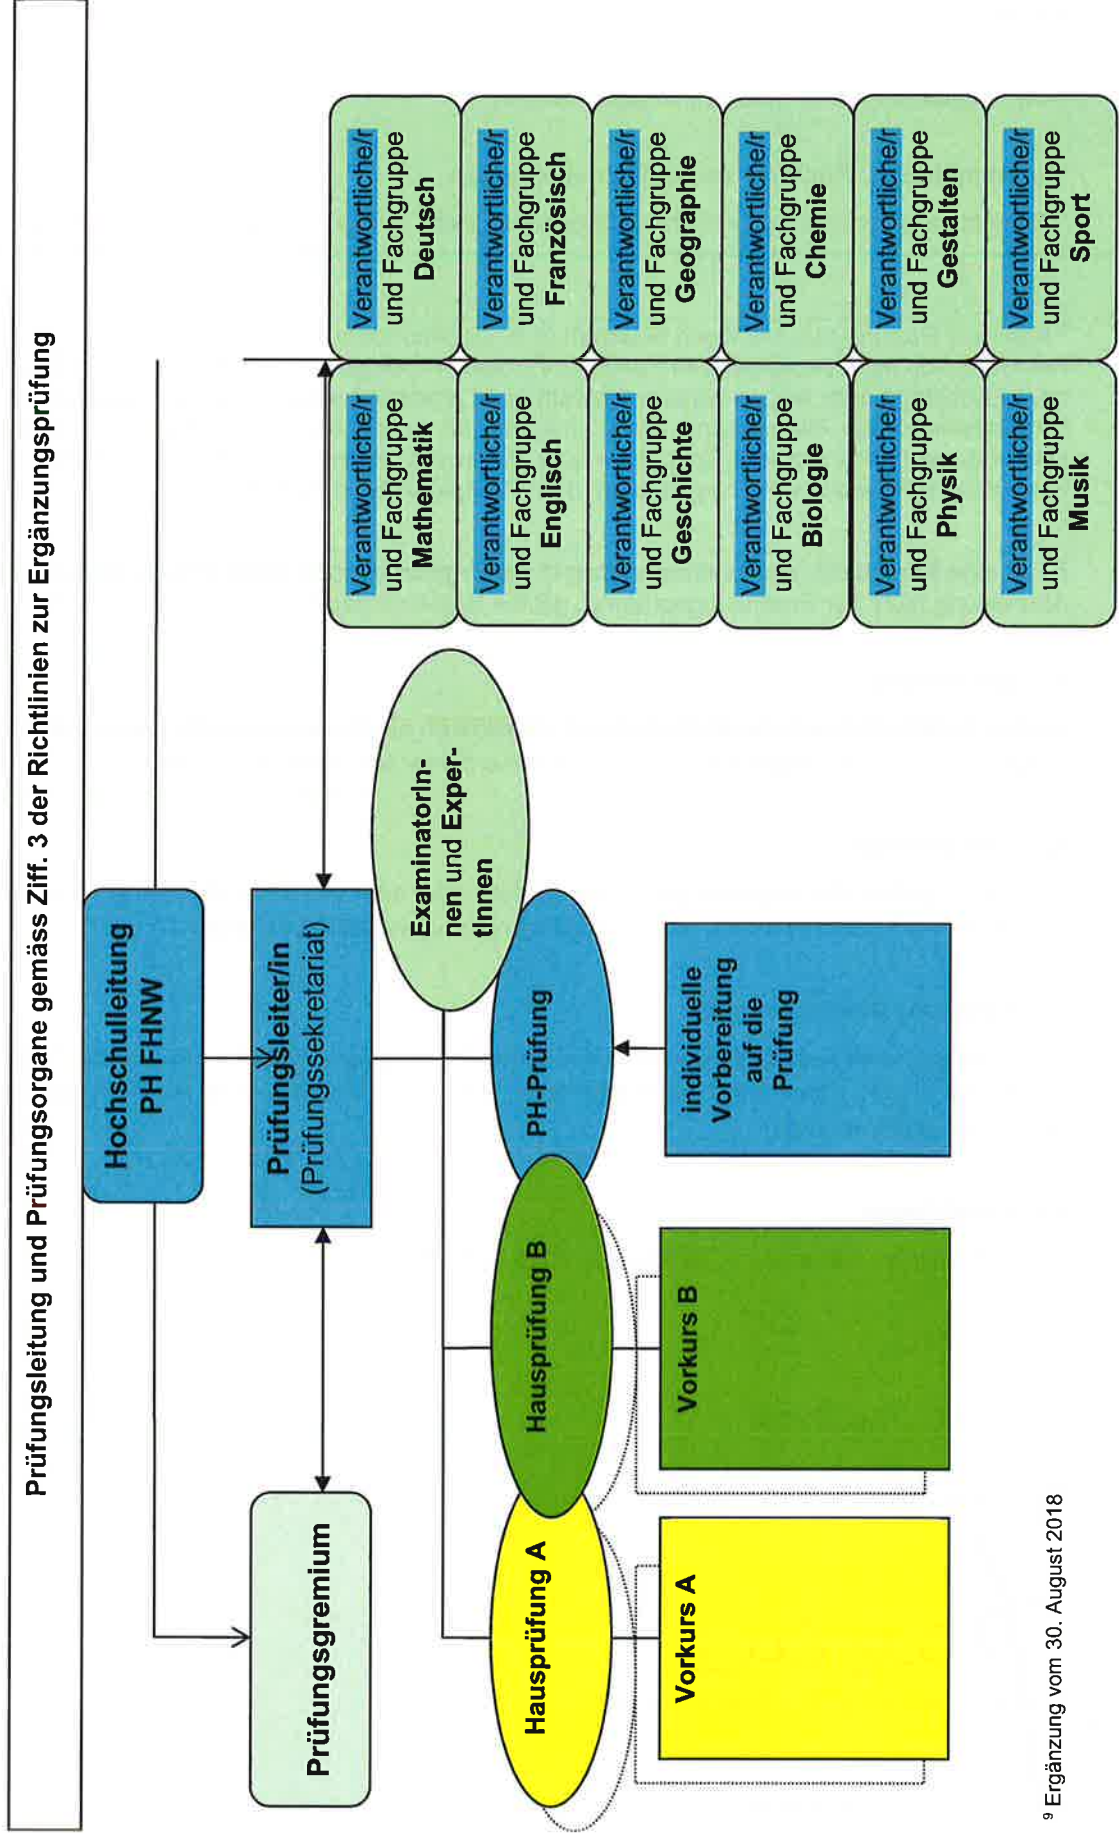 Prüfungsleitung und Prüfungsorgane gemäss Ziff. 3 der Richtlinien zur Ergänzungsprüfung
Hochschulleitung
PH FHNW
Prüfungsgremium
Prüfungsleiter/in
(Prüfungssekretariat)
Verantwortliche/r
und Fachgruppe
Mathematik
Verantwortliche/r
und Fachgruppe
Deutsch
Verantwortliche/r
und Fachgruppe
Englisch
Verantwortliche/r
und Fachgruppe
Französisch
Verantwortliche/r
und Fachgruppe
Geschichte
Verantwortliche/r
und Fachgruppe
Geographie
Verantwortliche/r
und Fachgruppe
Biologie
Verantwortliche/r
und Fachgruppe
Chemie
Verantwortliche/r
und Fachgruppe
Physik
Verantwortliche/r
und Fachgruppe
Gestalten
Verantwortliche/r
und Fachgruppe
Musik
Verantwortliche/r
und Fachgruppe
Sport
ExaminatorIn-
nen und Exper-
tInnen
Hausprüfung A
Hausprüfung B
PH-Prüfung
Vorkurs A
Vorkurs B
individuelle
Vorbereitung
auf die
Prüfung
⁹ Ergänzung vom 30. August 2018